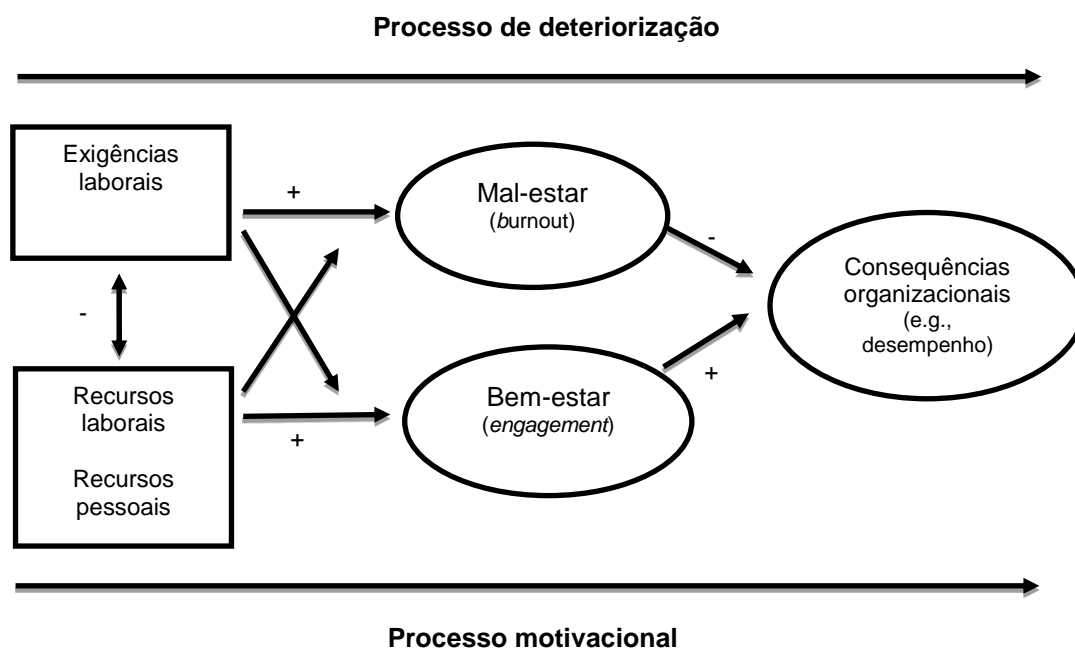 Processo de deteriorização
Exigências
laborais
+
Mal-estar
(burnout)
-
Consequências
organizacionais
(e.g.,
desempenho)
-
Recursos
laborais
Recursos
pessoais
+
Bem-estar
(engagement)
+
Processo motivacional